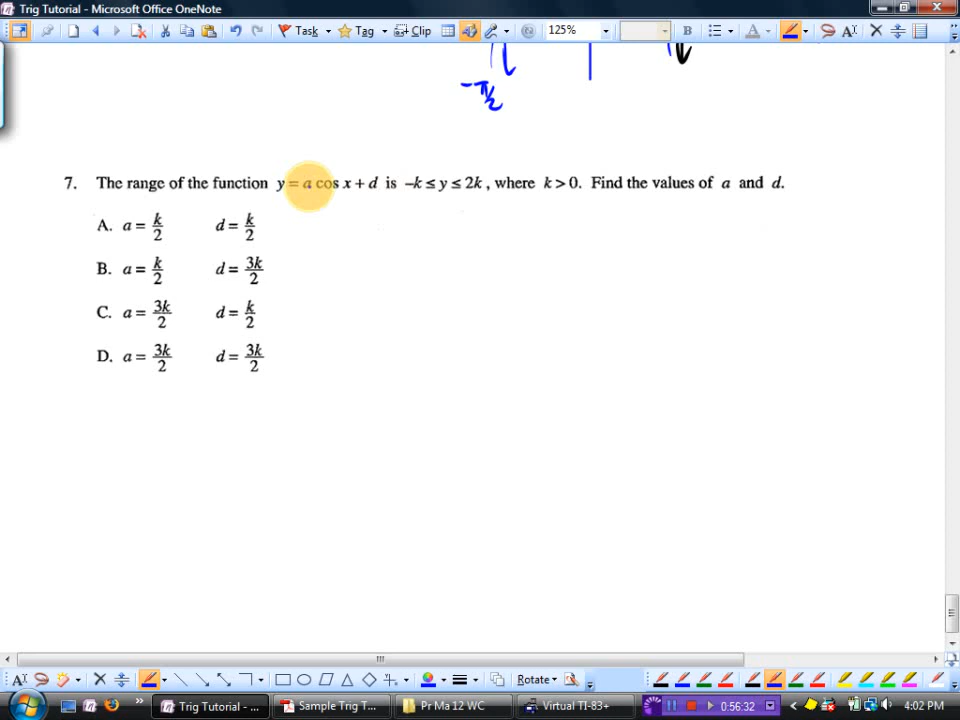 Trig Tutorial - Microsoft Office OneNote
Task Tag Clip 125% B A A
-π/2
7. The range of the function y = a cos x + d is -k ≤ y ≤ 2k, where k > 0. Find the values of a and d.
A. a = k/2 d = k/2
B. a = k/2 d = 3k/2
C. a = 3k/2 d = k/2
D. a = 3k/2 d = 3k/2
A Rotate
Trig Tutorial - ... Sample Trig T... Pr Ma 12 WC Virtual TI-83+ 0:56:32 4:02 PM